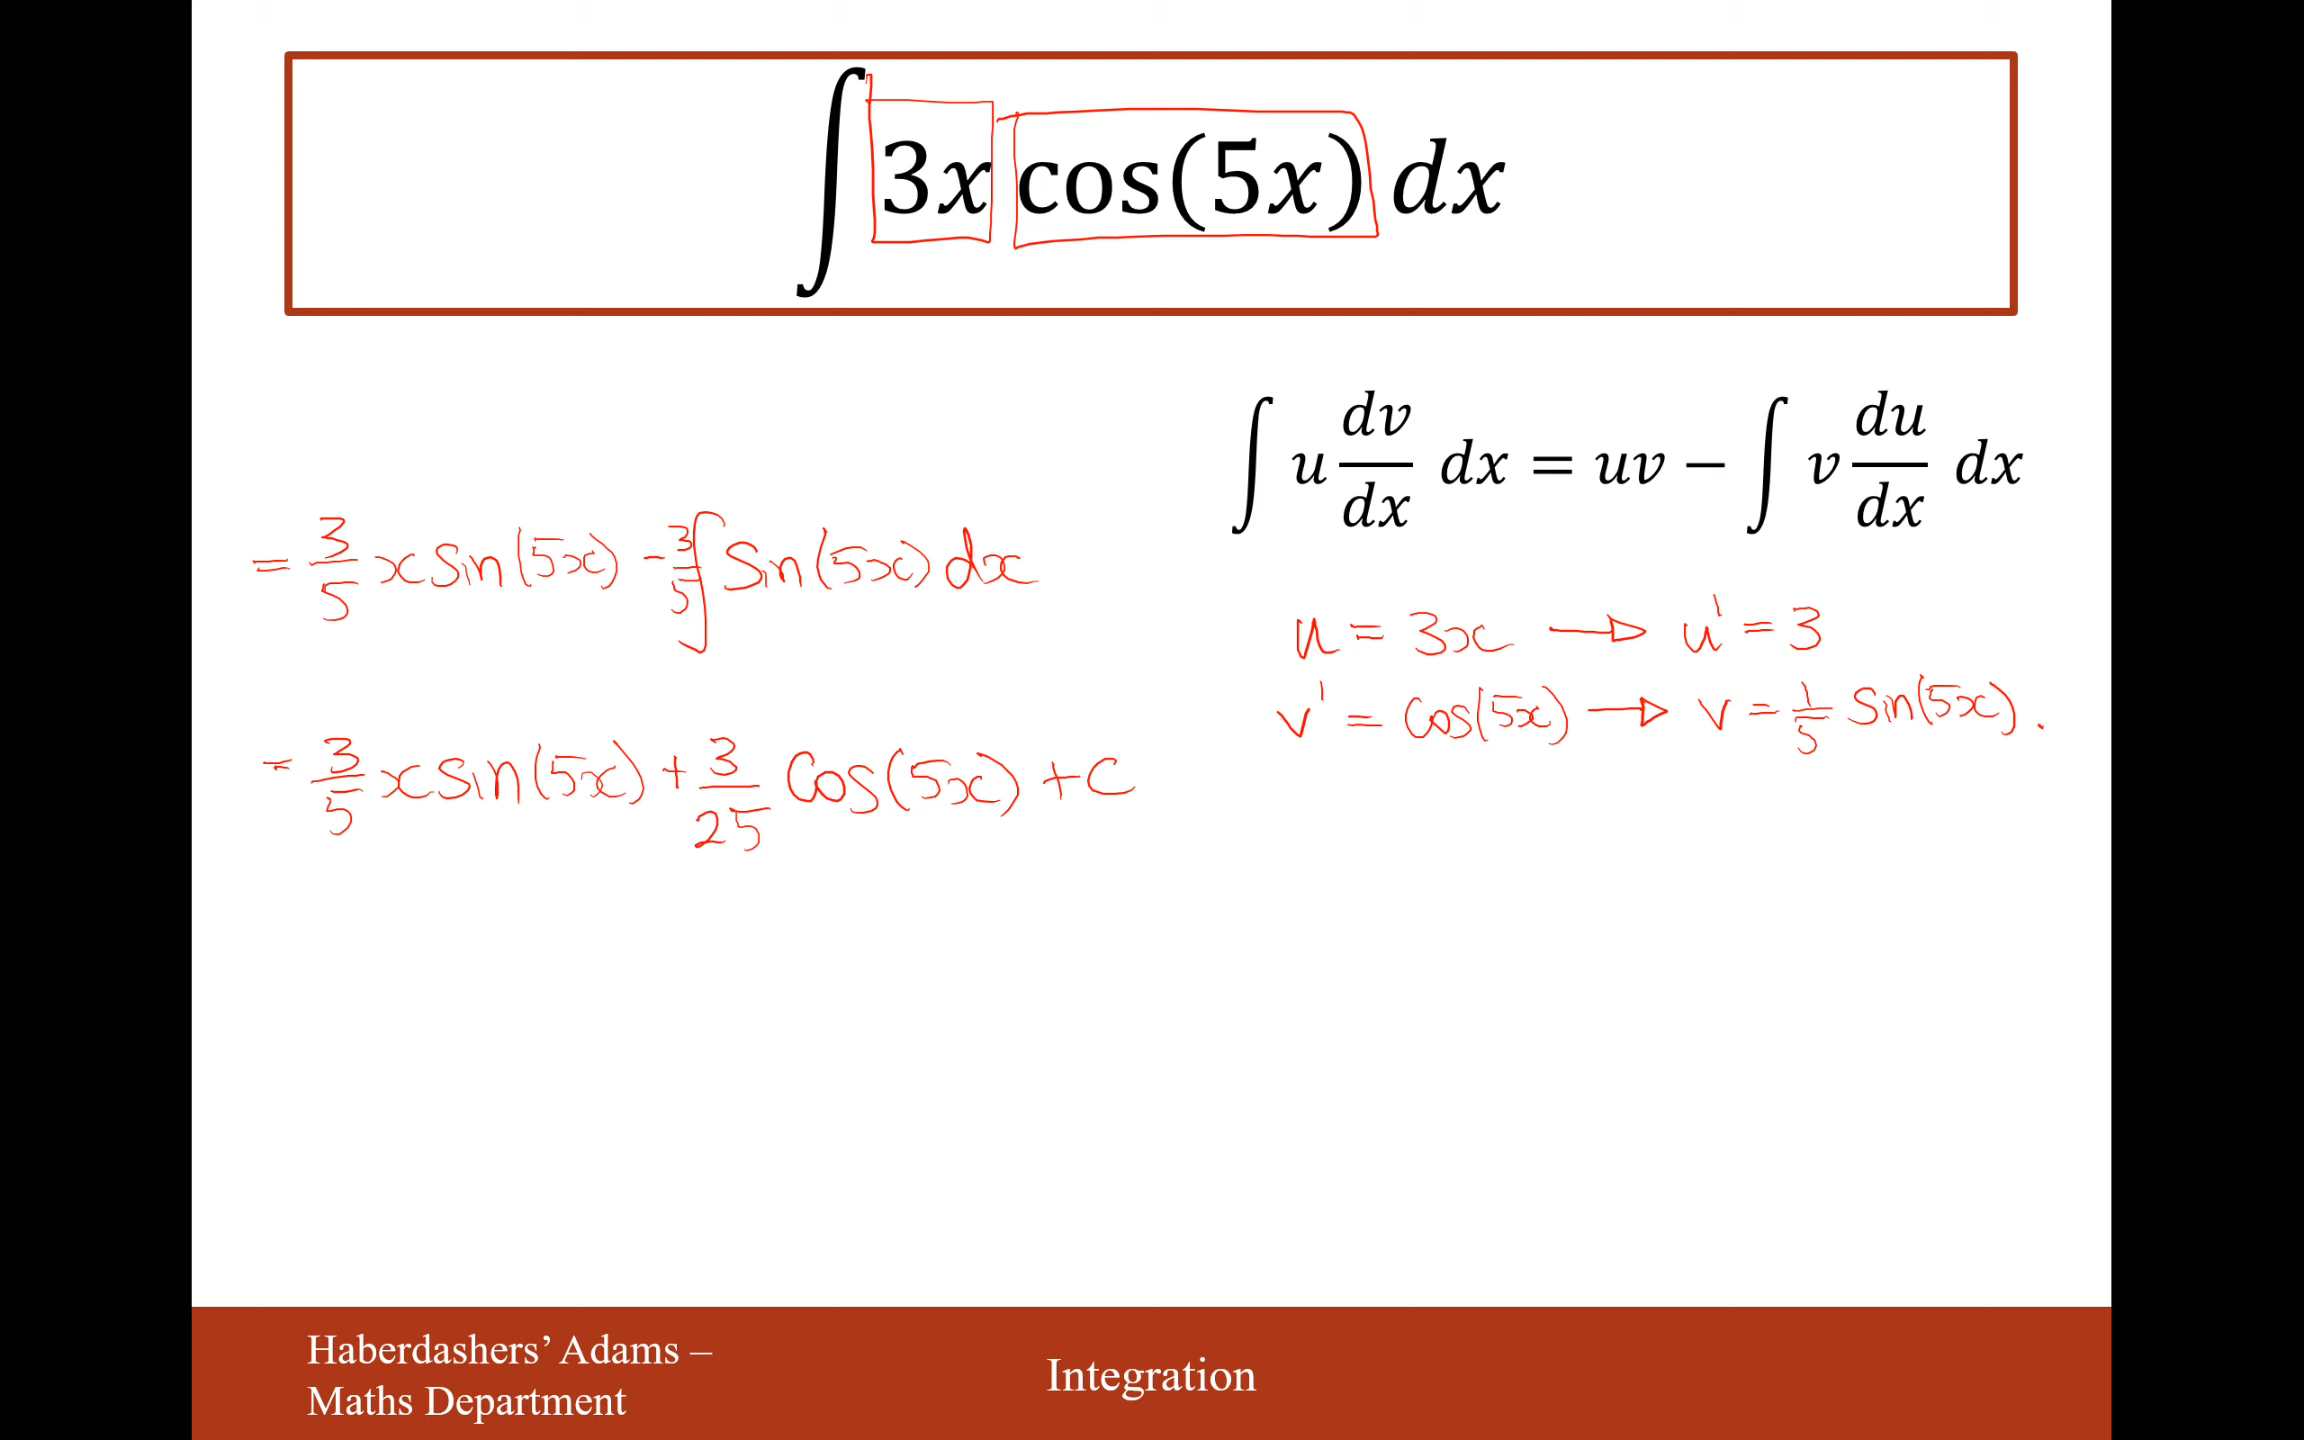 ∫ 3x cos(5x) dx
∫ u dv/dx dx = uv − ∫ v du/dx dx
= 3/5 x sin(5x) - 3/5 ∫ sin(5x) dx
u = 3x → u' = 3
v' = cos(5x) → v = 1/5 sin(5x).
= 3/5 x sin(5x) + 3/25 cos(5x) + c
Haberdashers’ Adams –
Maths Department
Integration